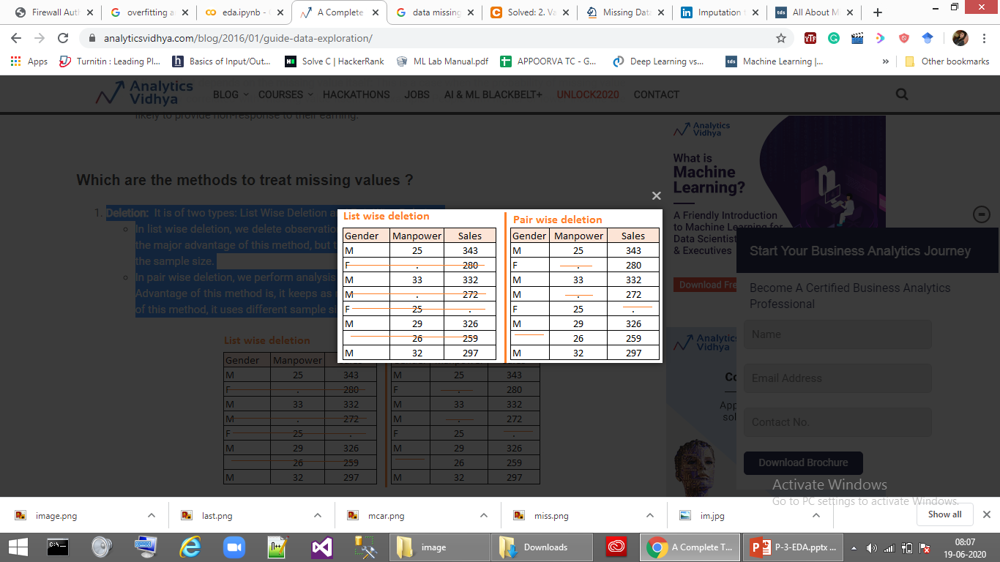 Firewall Auth
overfitting a
eda.ipynb - C
A Complete
data missing
Solved: 2. Va
Missing Data
Imputation t
All About M
analyticsvidhya.com/blog/2016/01/guide-data-exploration/
Apps
Turnitin : Leading Pl...
Basics of Input/Out...
Solve C | HackerRank
ML Lab Manual.pdf
APPOORVA TC - G...
Deep Learning vs...
Machine Learning |...
»
Other bookmarks
Analytics Vidhya
BLOG
COURSES
HACKATHONS
JOBS
AI & ML BLACKBELT+
UNLOCK2020
CONTACT
likely to provide non-response to their earning.
Which are the methods to treat missing values ?
1. Deletion: It is of two types: List Wise Deletion a
In list wise deletion, we delete observatio
the major advantage of this method, but t
the sample size.
In pair wise deletion, we perform analysis
Advantage of this method is, it keeps as
of this method, it uses different sample si
List wise deletion
Gender Manpower Sales
M 25 343
F . 280
M 33 332
M . 272
F 25 .
M 29 326
26 259
M 32 297
Pair wise deletion
Gender Manpower Sales
M 25 343
F . 280
M 33 332
M . 272
F 25 .
M 29 326
26 259
M 32 297
List wise deletion
Gender Manpower
M 25 343
F . 280
M 33 332
M . 272
F 25 .
M 29 326
26 259
M 32 297
M 25 343
F . 280
M 33 332
M . 272
F 25 .
M 29 326
26 259
M 32 297
Analytics Vidhya
What is
Machine
Learning?
A Friendly Introduction
to Machine Learning for
Data Scientist
& Executives
Download Fre
Analytics
Co
App
sol
Start Your Business Analytics Journey
Become A Certified Business Analytics
Professional
Name
Email Address
Contact No.
Download Brochure
Activate Windows
Go to PC settings to activate Windows.
image.png
last.png
mcar.png
miss.png
im.jpg
Show all
image
Downloads
A Complete T...
P-3-EDA.pptx ...
08:07
19-06-2020